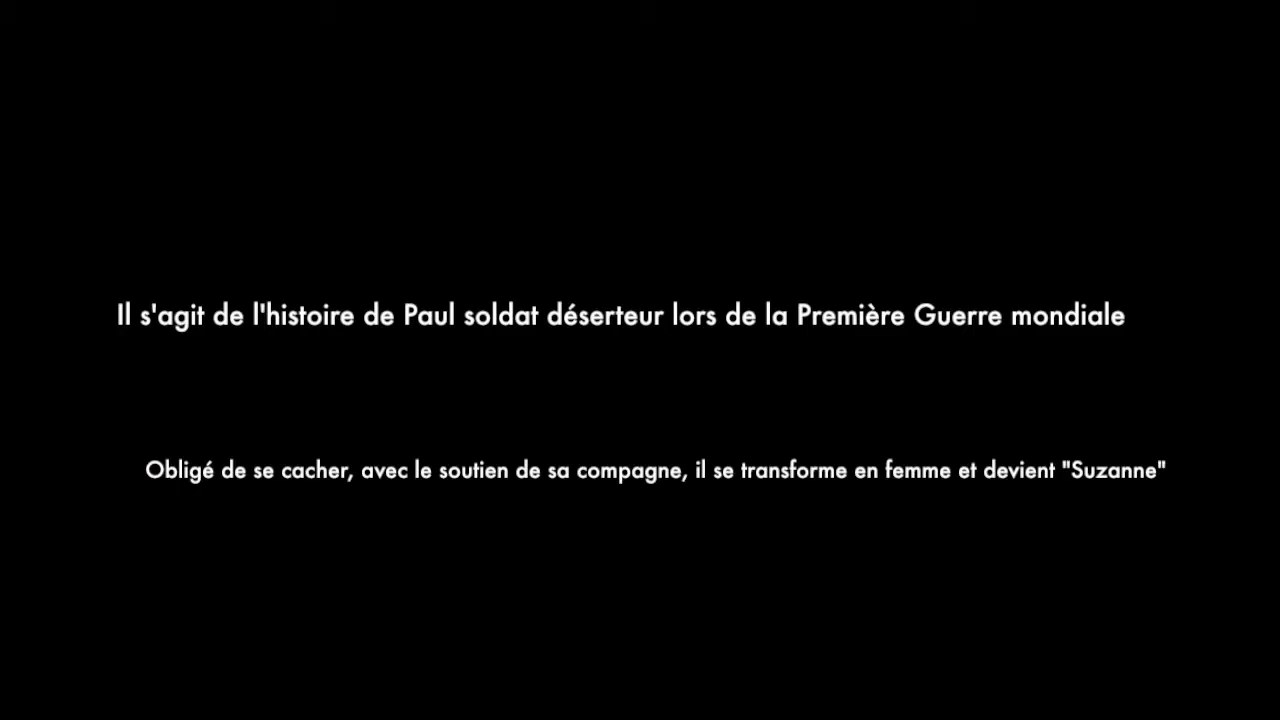 Il s'agit de l'histoire de Paul soldat déserteur lors de la Première Guerre mondiale
Obligé de se cacher, avec le soutien de sa compagne, il se transforme en femme et devient "Suzanne"